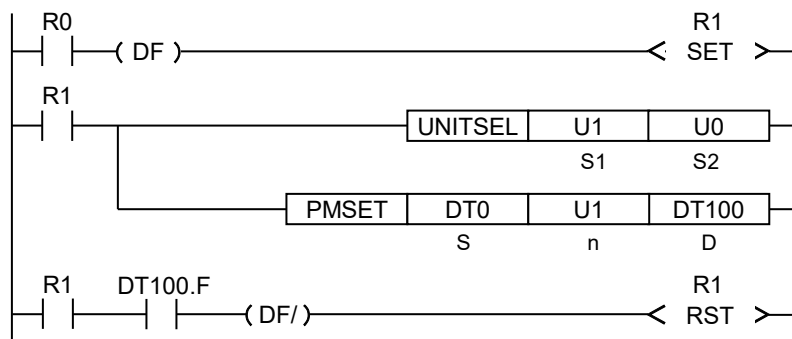 R0 R1
( DF ) < SET >
R1
UNITSEL U1 U0
S1 S2
PMSET DT0 U1 DT100
S n D
R1 DT100.F R1
( DF/ ) < RST >